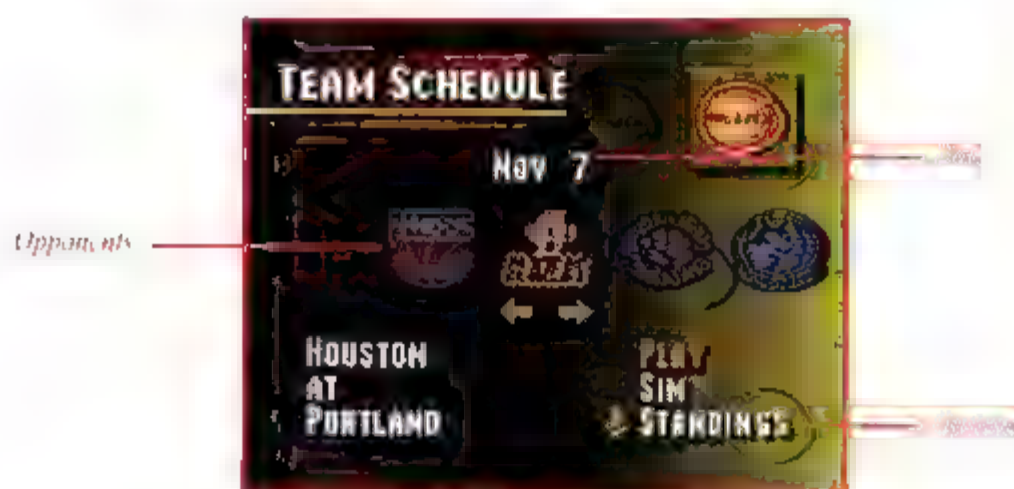 TEAM SCHEDULE
Nov 7
Opponents
HOUSTON
AT
PORTLAND
PLAY
SIM
STANDINGS